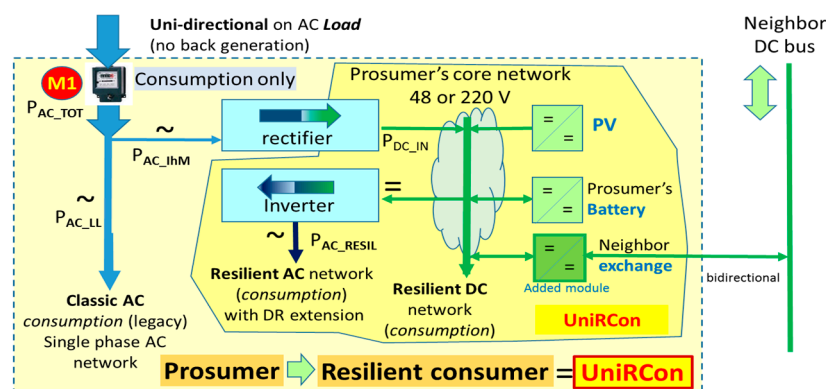 Uni-directional on AC Load
(no back generation)
Neighbor
DC bus
M1
Consumption only
Prosumer's core network
48 or 220 V
P_AC_TOT
~
rectifier
P_DC_IN
=
=
PV
P_AC_IhM
Inverter
=
=
=
Prosumer's
Battery
~
P_AC_LL
~
P_AC_RESIL
=
=
Neighbor
exchange
Added module
bidirectional
Resilient AC network
(consumption)
with DR extension
Resilient DC
network
(consumption)
UniRCon
Classic AC
consumption (legacy)
Single phase AC
network
Prosumer Resilient consumer = UniRCon